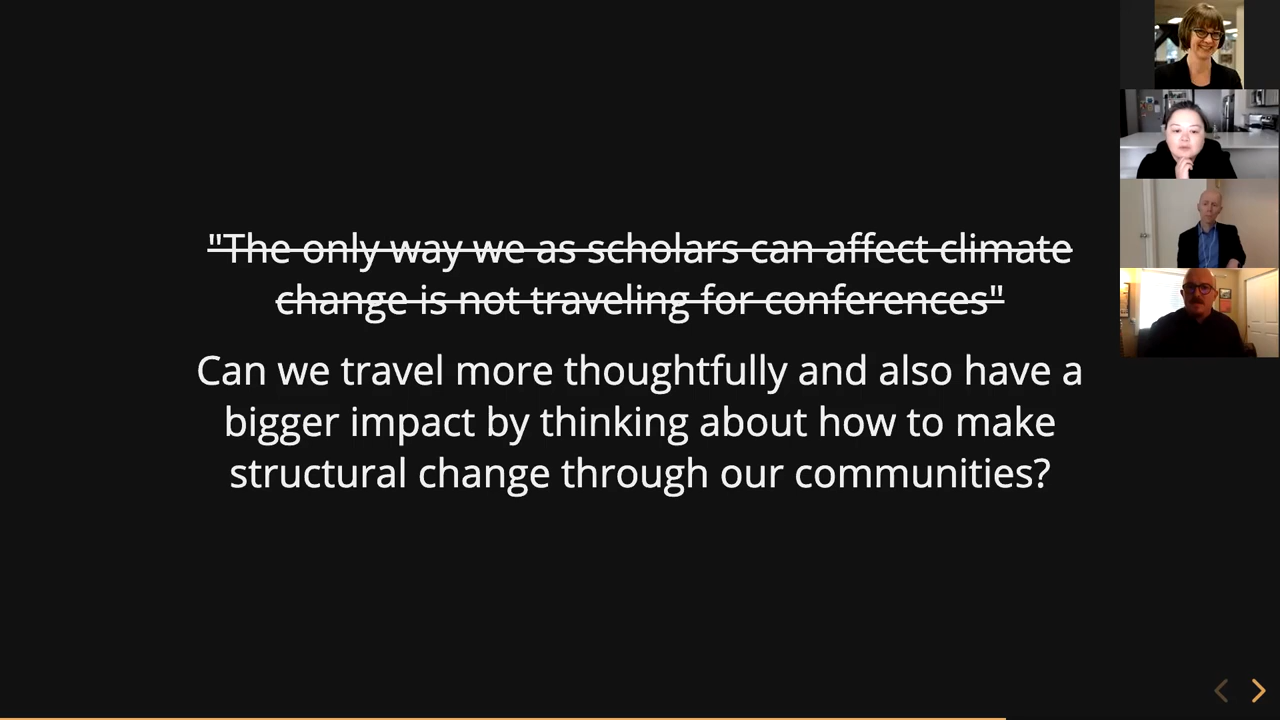 "The only way we as scholars can affect climate
change is not traveling for conferences"
Can we travel more thoughtfully and also have a
bigger impact by thinking about how to make
structural change through our communities?